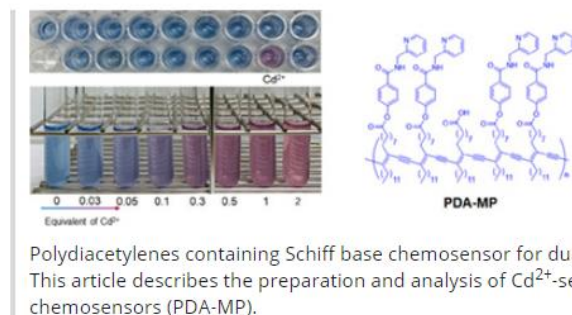 Cd²⁺
0 0.03 0.05 0.1 0.3 0.5 1 2
Equivalent of Cd²⁺
PDA-MP
Polydiacetylenes containing Schiff base chemosensor for du
This article describes the preparation and analysis of Cd²⁺-se
chemosensors (PDA-MP).